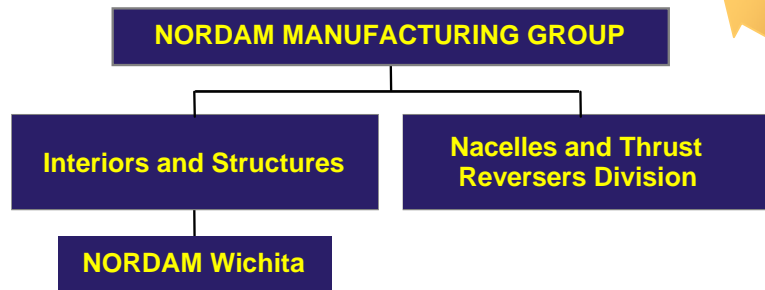 NORDAM MANUFACTURING GROUP
Interiors and Structures
Nacelles and Thrust
Reversers Division
NORDAM Wichita